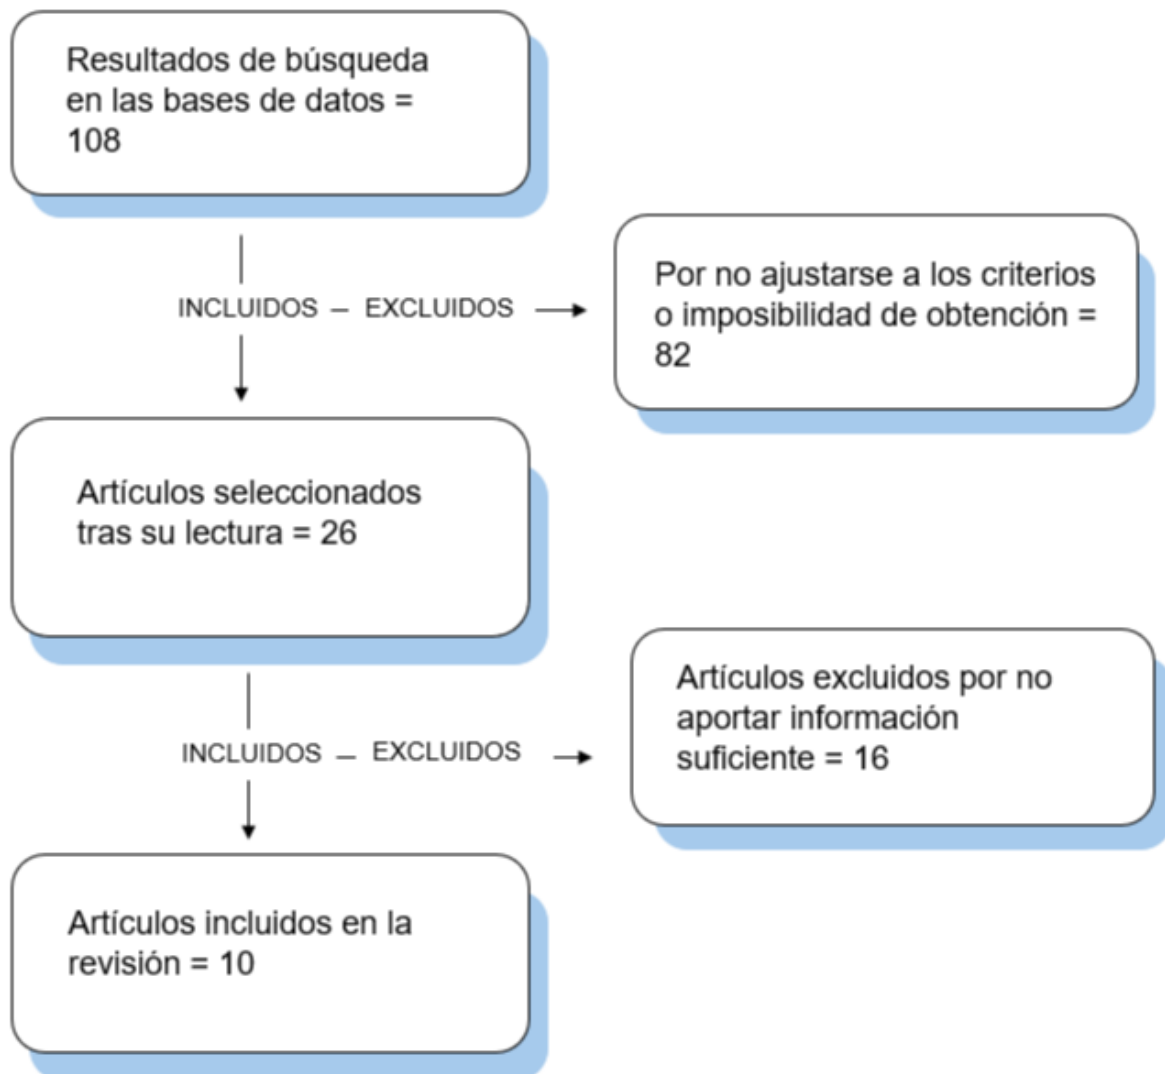 Resultados de búsqueda
en las bases de datos =
108
INCLUIDOS – EXCLUIDOS
Por no ajustarse a los criterios
o imposibilidad de obtención =
82
Artículos seleccionados
tras su lectura = 26
INCLUIDOS – EXCLUIDOS
Artículos excluidos por no
aportar información
suficiente = 16
Artículos incluidos en la
revisión = 10